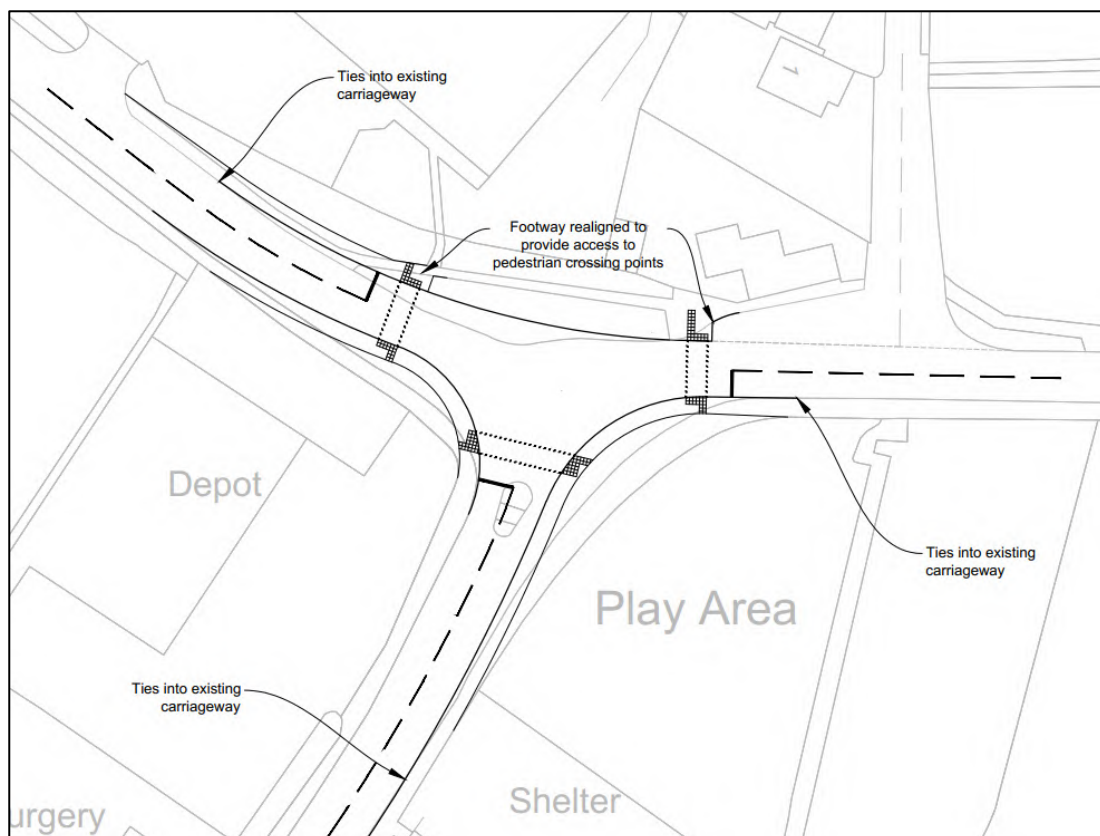 Ties into existing
carriageway
Footway realigned to
provide access to
pedestrian crossing points
Depot
Play Area
Ties into existing
carriageway
Ties into existing
carriageway
Shelter
urgery